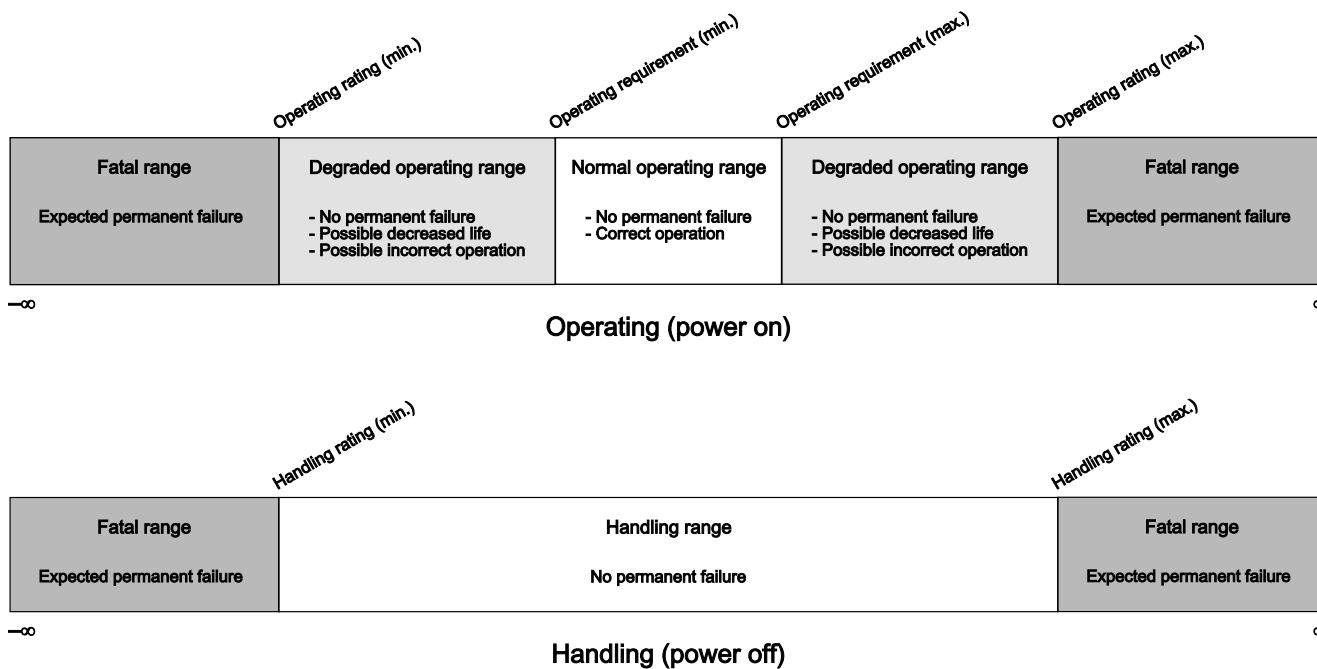 Operating rating (min.)
Operating requirement (min.)
Operating requirement (max.)
Operating rating (max.)
Fatal range
Degraded operating range
Normal operating range
Degraded operating range
Fatal range
Expected permanent failure
- No permanent failure
- Possible decreased life
- Possible incorrect operation
- No permanent failure
- Correct operation
- No permanent failure
- Possible decreased life
- Possible incorrect operation
Expected permanent failure
–∞
Operating (power on)
Handling rating (min.)
Handling rating (max.)
Fatal range
Handling range
Fatal range
Expected permanent failure
No permanent failure
Expected permanent failure
–∞
Handling (power off)